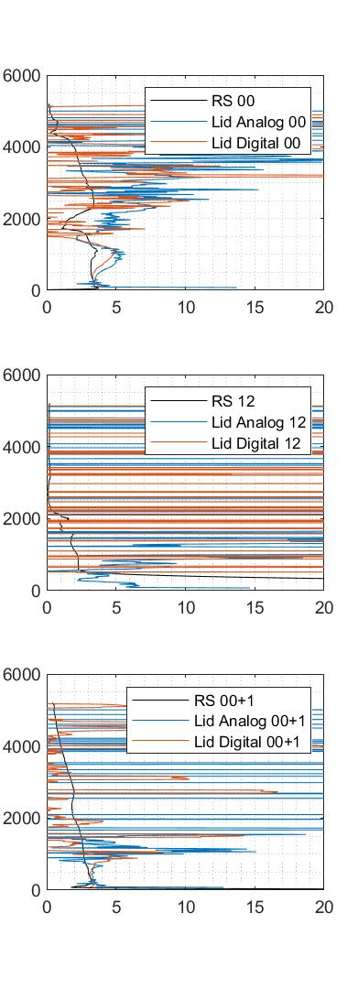 6000
4000
2000
0
RS 00
Lid Analog 00
Lid Digital 00
0 5 10 15 20
6000
4000
2000
0
RS 12
Lid Analog 12
Lid Digital 12
0 5 10 15 20
6000
4000
2000
0
RS 00+1
Lid Analog 00+1
Lid Digital 00+1
0 5 10 15 20